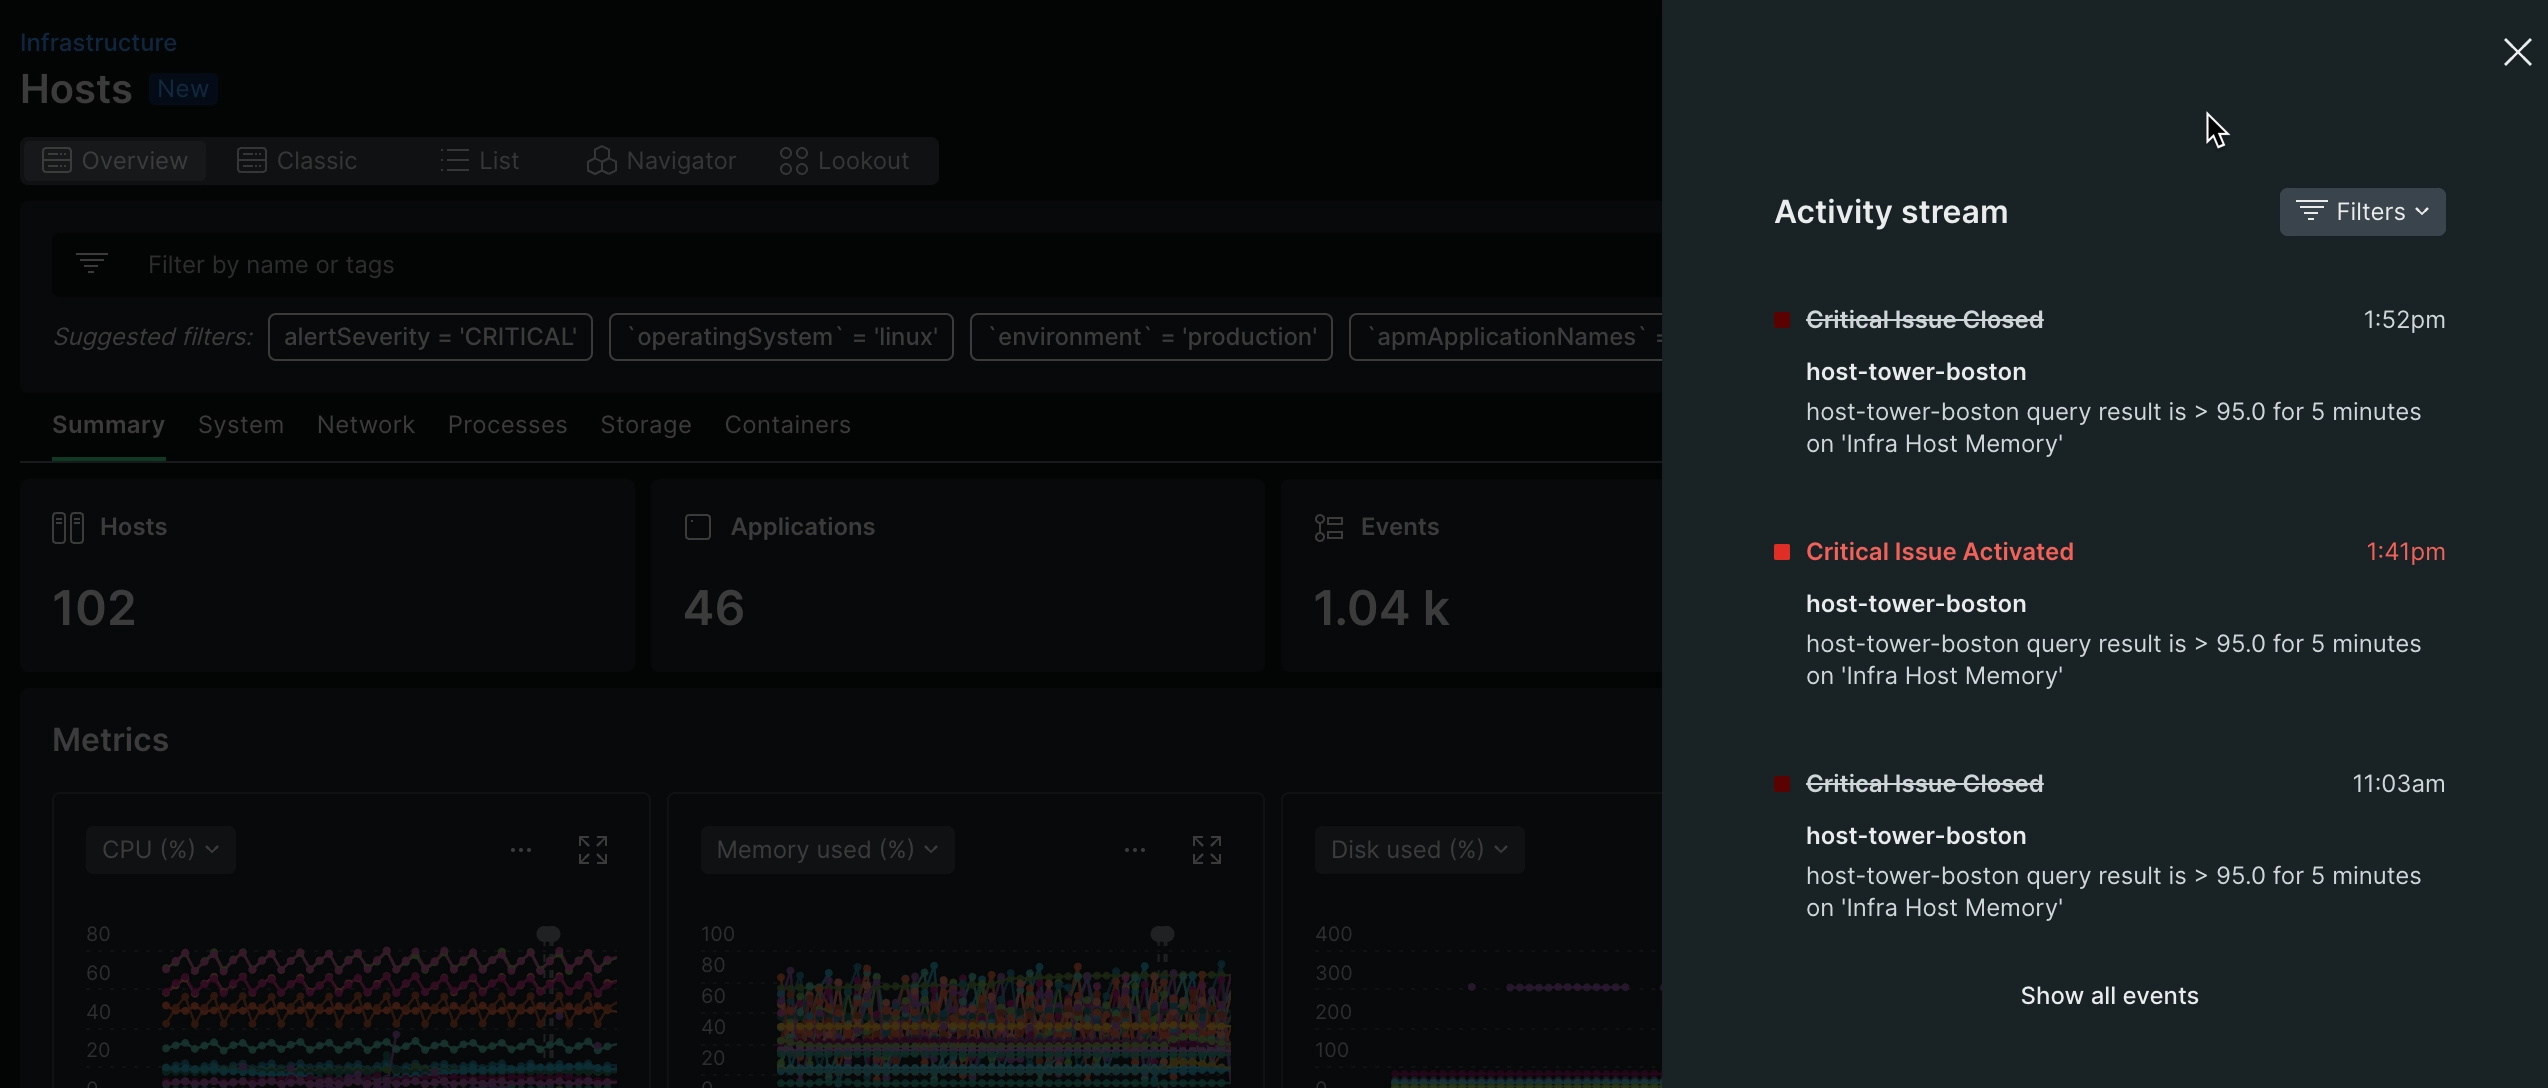 Infrastructure
Hosts New
Overview Classic List Navigator Lookout
Filter by name or tags
Suggested filters: alertSeverity = 'CRITICAL' `operatingSystem` = 'linux' `environment` = 'production' `apmApplicationNames` =
Summary System Network Processes Storage Containers
Hosts
102
Applications
46
Events
1.04 k
Metrics
CPU (%)
80
60
40
20
0
Memory used (%)
100
80
60
40
20
0
Disk used (%)
400
300
200
100
0
Activity stream
Filters
Critical Issue Closed 1:52pm
host-tower-boston
host-tower-boston query result is > 95.0 for 5 minutes
on 'Infra Host Memory'
Critical Issue Activated 1:41pm
host-tower-boston
host-tower-boston query result is > 95.0 for 5 minutes
on 'Infra Host Memory'
Critical Issue Closed 11:03am
host-tower-boston
host-tower-boston query result is > 95.0 for 5 minutes
on 'Infra Host Memory'
Show all events